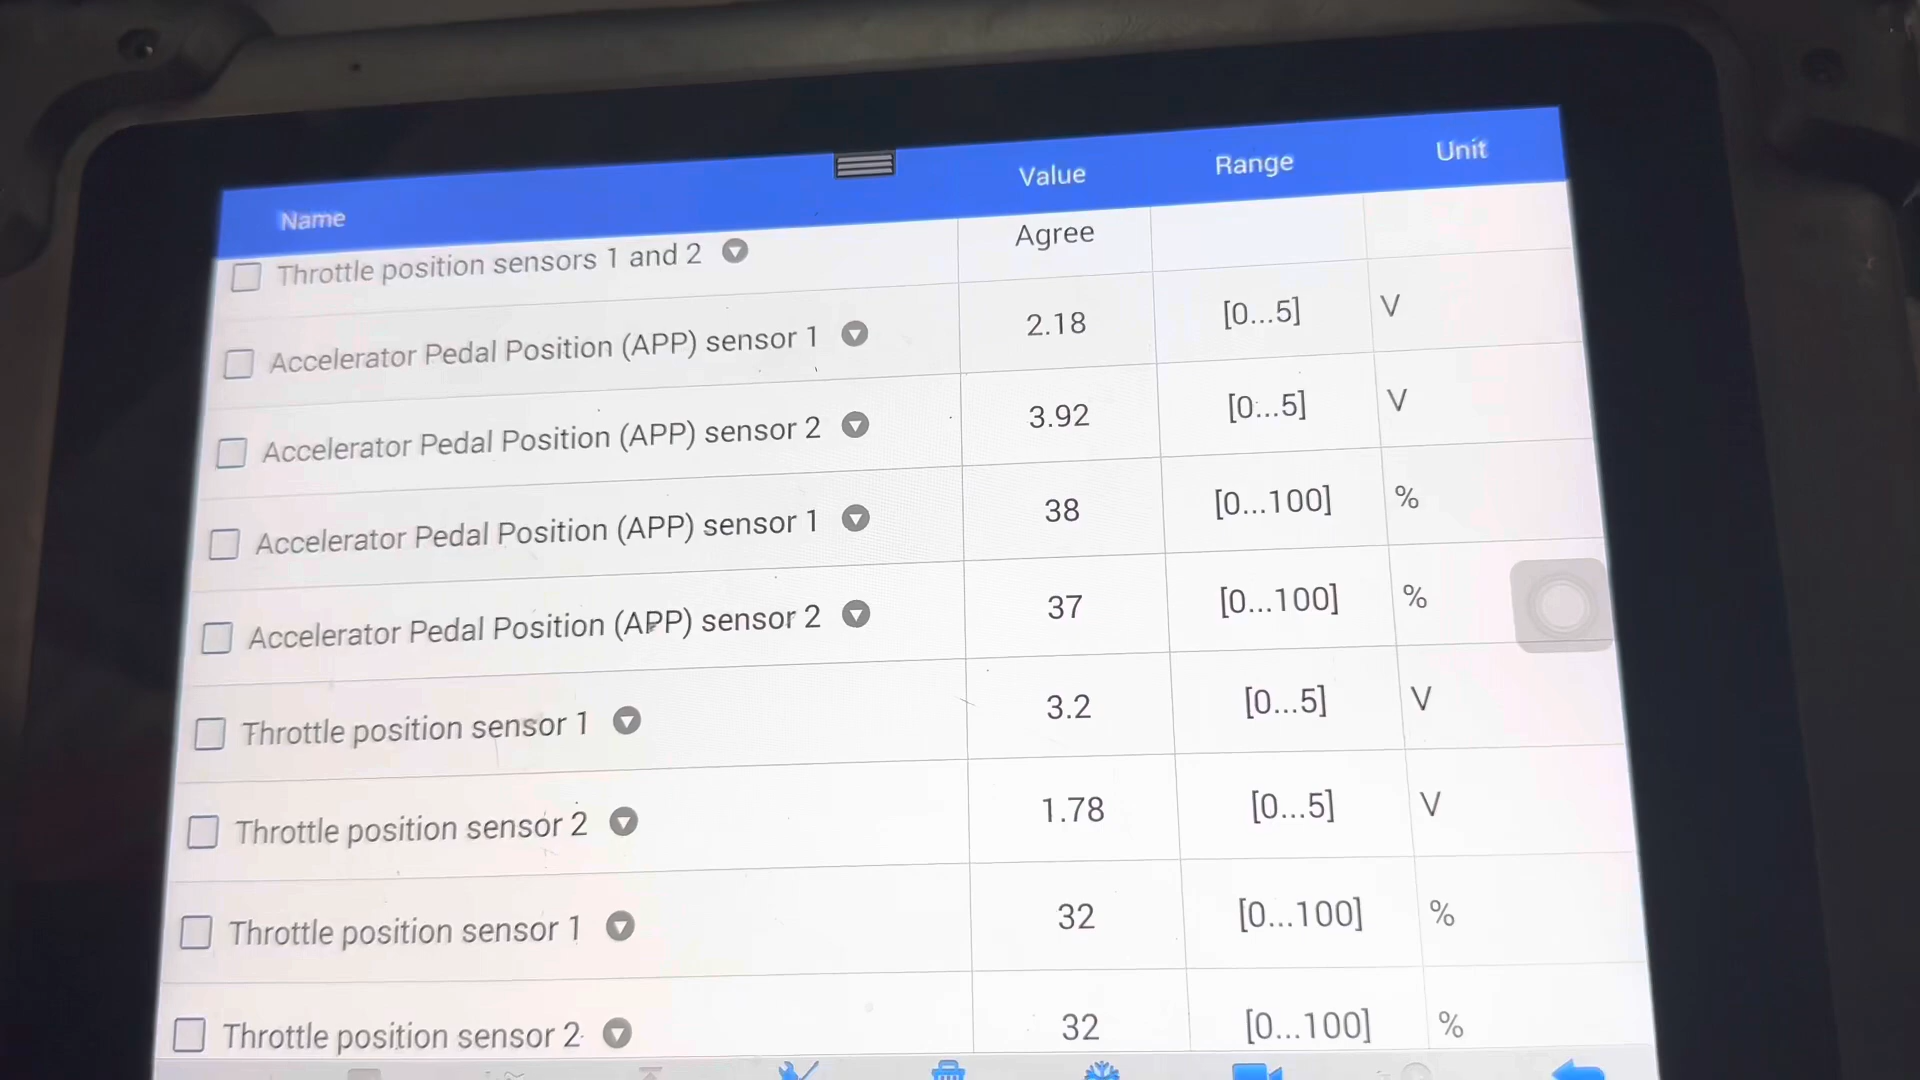 Name Value Range Unit
Throttle position sensors 1 and 2 Agree
Accelerator Pedal Position (APP) sensor 1 2.18 [0...5] V
Accelerator Pedal Position (APP) sensor 2 3.92 [0...5] V
Accelerator Pedal Position (APP) sensor 1 38 [0...100] %
Accelerator Pedal Position (APP) sensor 2 37 [0...100] %
Throttle position sensor 1 3.2 [0...5] V
Throttle position sensor 2 1.78 [0...5] V
Throttle position sensor 1 32 [0...100] %
Throttle position sensor 2 32 [0...100] %